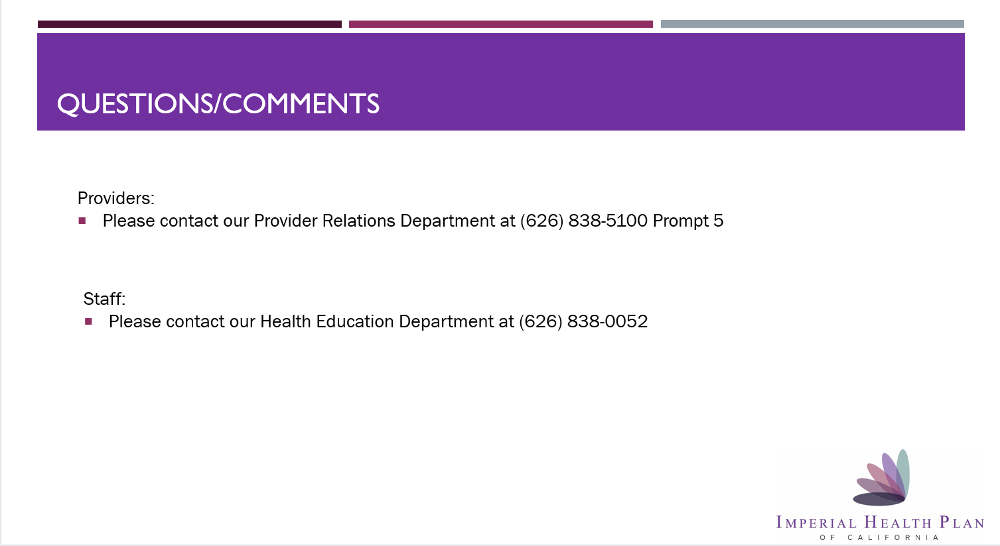 QUESTIONS/COMMENTS
Providers:
Please contact our Provider Relations Department at (626) 838-5100 Prompt 5
Staff:
Please contact our Health Education Department at (626) 838-0052
IMPERIAL HEALTH PLAN
OF CALIFORNIA